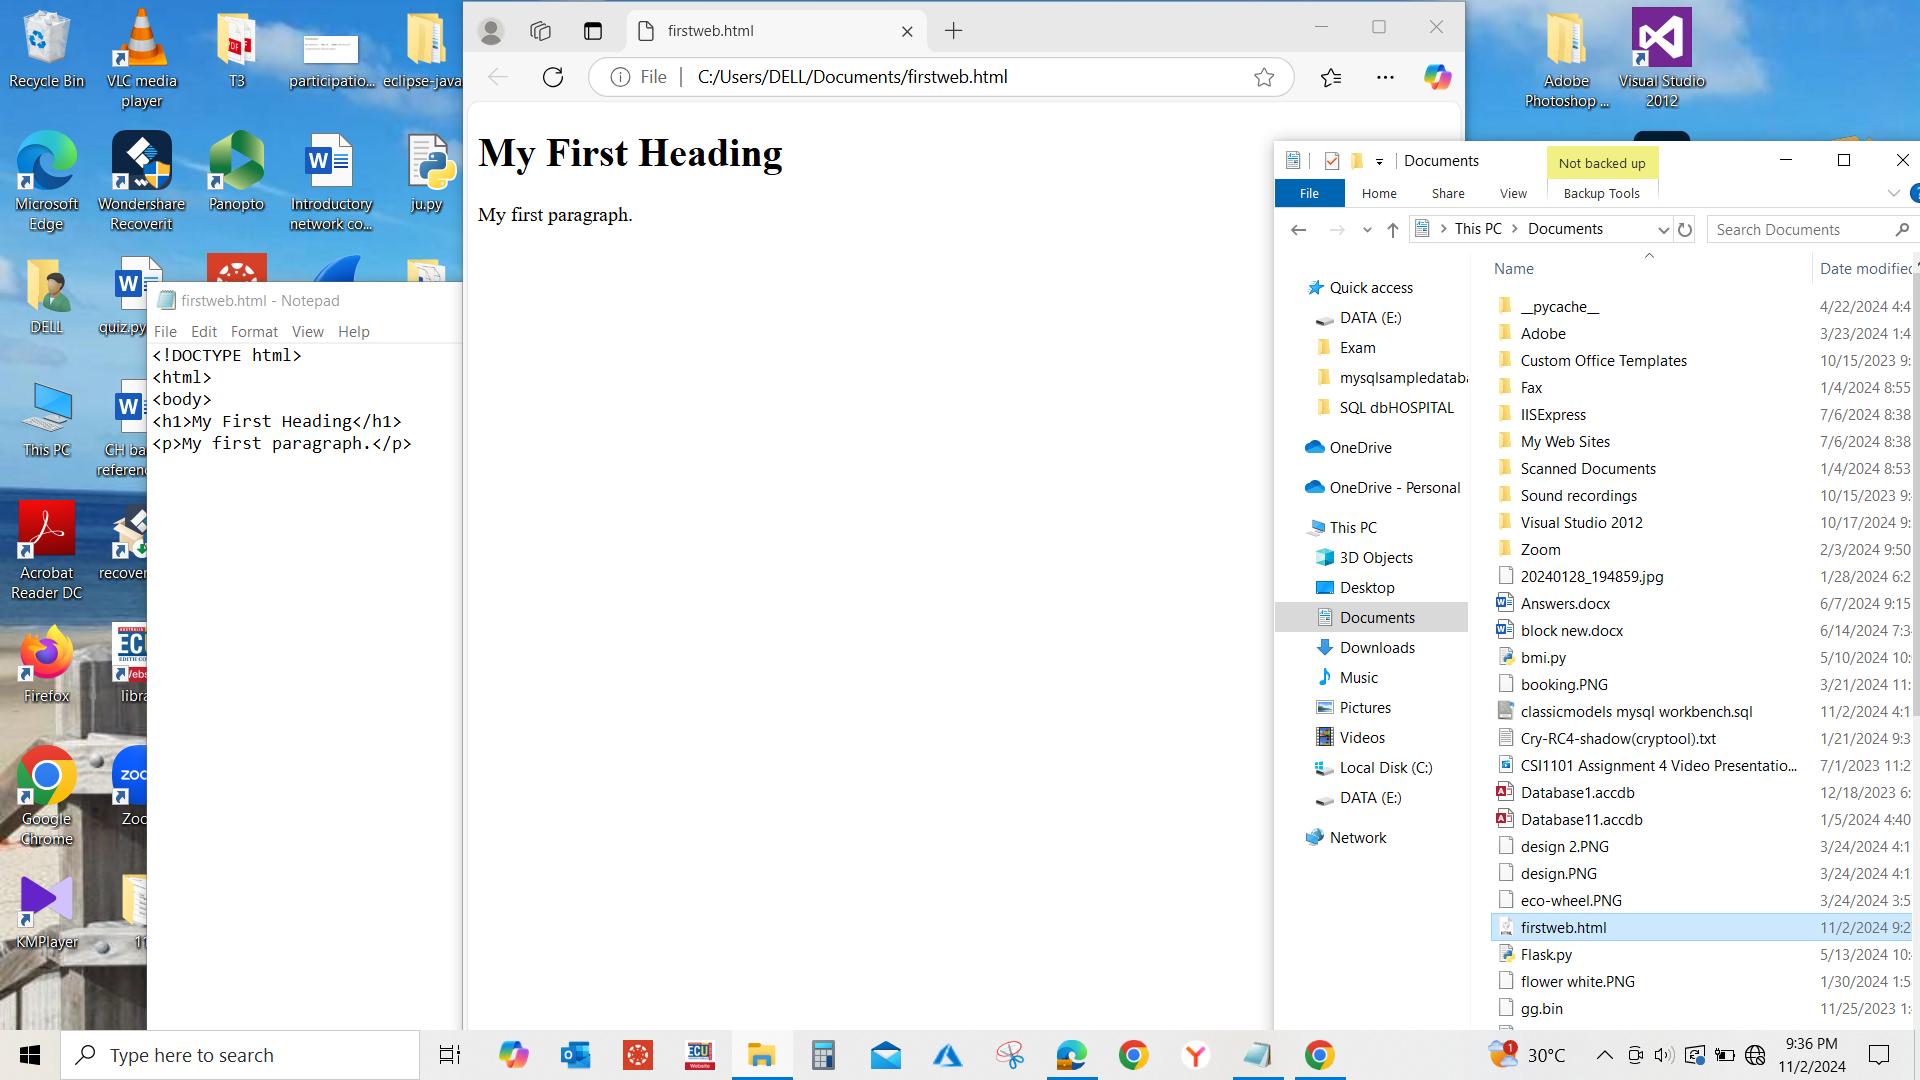 Recycle Bin
VLC media
player
T3
participatio...
eclipse-java
Microsoft
Edge
Wondershare
Recoverit
Panopto
Introductory
network co...
ju.py
DELL
quiz.py
This PC
CH ba
referen
Acrobat
Reader DC
recover
Firefox
libra
Google
Chrome
Zoo
KMPlayer
11
Adobe
Photoshop ...
Visual Studio
2012
firstweb.html - Notepad
File Edit Format View Help
<!DOCTYPE html>
<html>
<body>
<h1>My First Heading</h1>
<p>My first paragraph.</p>
firstweb.html
File C:/Users/DELL/Documents/firstweb.html
My First Heading
My first paragraph.
Documents
Not backed up
File Home Share View Backup Tools
This PC Documents
Search Documents
Quick access
DATA (E:)
Exam
mysqlsampledataba
SQL dbHOSPITAL
OneDrive
OneDrive - Personal
This PC
3D Objects
Desktop
Documents
Downloads
Music
Pictures
Videos
Local Disk (C:)
DATA (E:)
Network
Name Date modified
__pycache__ 4/22/2024 4:4
Adobe 3/23/2024 1:4
Custom Office Templates 10/15/2023 9:
Fax 1/4/2024 8:55
IISExpress 7/6/2024 8:38
My Web Sites 7/6/2024 8:38
Scanned Documents 1/4/2024 8:53
Sound recordings 10/15/2023 9:
Visual Studio 2012 10/17/2024 9:
Zoom 2/3/2024 9:50
20240128_194859.jpg 1/28/2024 6:2
Answers.docx 6/7/2024 9:15
block new.docx 6/14/2024 7:3
bmi.py 5/10/2024 10:
booking.PNG 3/21/2024 11:
classicmodels mysql workbench.sql 11/2/2024 4:1
Cry-RC4-shadow(cryptool).txt 1/21/2024 9:3
CSI1101 Assignment 4 Video Presentatio... 7/1/2023 11:2
Database1.accdb 12/18/2023 6:
Database11.accdb 1/5/2024 4:40
design 2.PNG 3/24/2024 4:1
design.PNG 3/24/2024 4:1
eco-wheel.PNG 3/24/2024 3:5
firstweb.html 11/2/2024 9:2
Flask.py 5/13/2024 10:
flower white.PNG 1/30/2024 1:5
gg.bin 11/25/2023 1:
Type here to search
ECU
Website
1
30°C
9:36 PM
11/2/2024